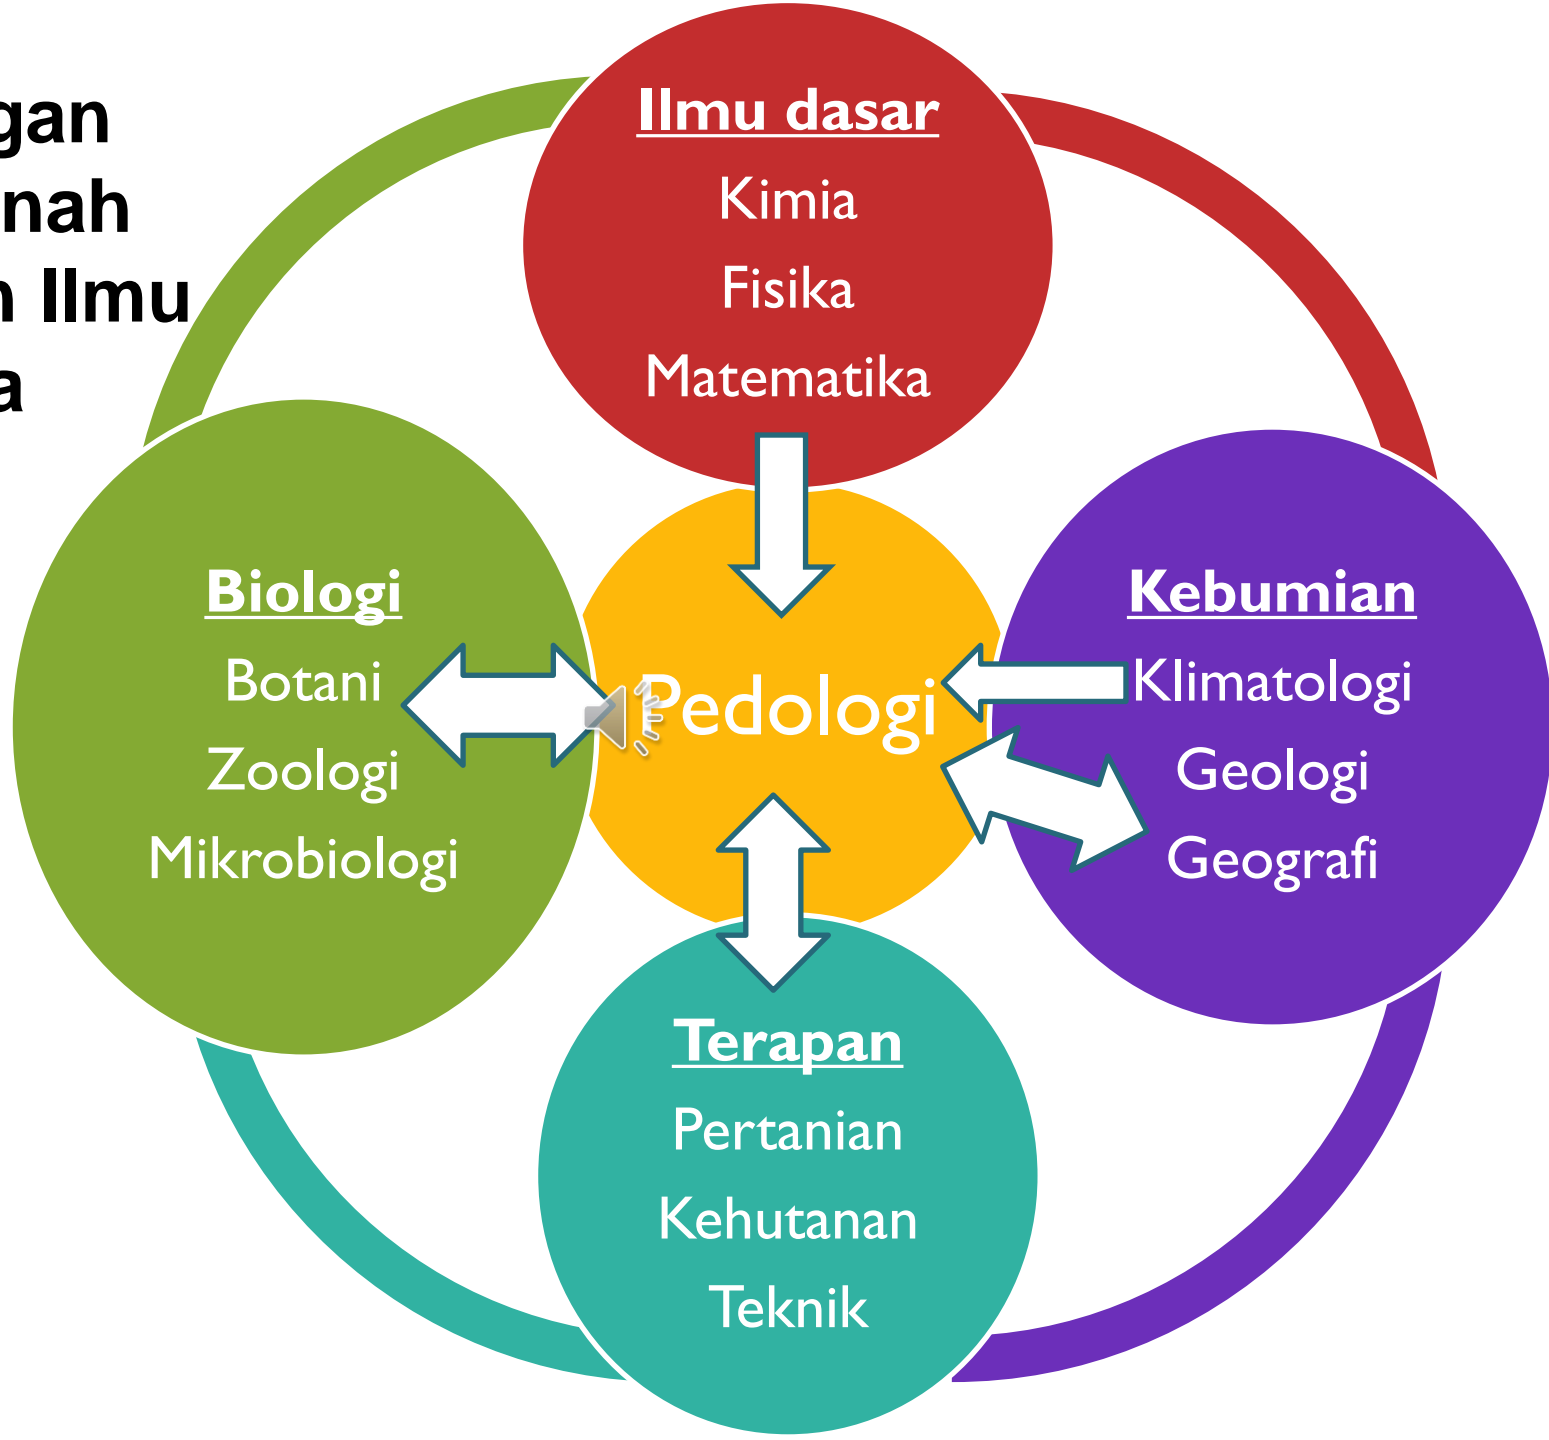 gan
nah
n Ilmu
a
Ilmu dasar
Kimia
Fisika
Matematika
Biologi
Botani
Zoologi
Mikrobiologi
Pedologi
Kebumian
Klimatologi
Geologi
Geografi
Terapan
Pertanian
Kehutanan
Teknik